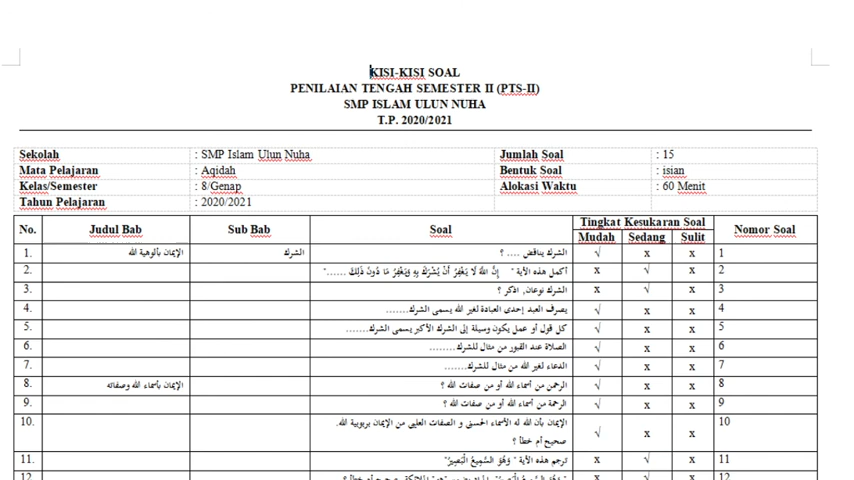 KISI-KISI SOAL
PENILAIAN TENGAH SEMESTER II (PTS-II)
SMP ISLAM ULUN NUHA
T.P. 2020/2021
Sekolah : SMP Islam Ulun Nuha Jumlah Soal : 15
Mata Pelajaran : Aqidah Bentuk Soal : isian
Kelas/Semester : 8/Genap Alokasi Waktu : 60 Menit
Tahun Pelajaran : 2020/2021
No. Judul Bab Sub Bab Soal Tingkat Kesukaran Soal Nomor Soal
Mudah Sedang Sulit
1. الإيمان بألوهية الله الشرك الشرك يناقض .... ؟ √ x x 1
2. أكمل هذه الأية " إِنَّ اللهَ لَا يَغْفِرُ أَنْ يُشْرَكَ بِهِ وَيَغْفِرُ مَا دُونَ ذَلِكَ ......" x √ x 2
3. الشرك نوعان, اذكر ؟ x √ x 3
4. يصرف العبد إحدى العبادة لغير الله يسمى الشرك....... √ x x 4
5. كل قول أو عمل يكون وسيلة إلى الشرك الأكبر يسمى الشرك....... √ x x 5
6. الصلاة عند القبور من مثال للشرك........ √ x x 6
7. الدعاء لغير الله من مثال للشرك....... √ x x 7
8. الإيمان بأسماء الله وصفاته الرحمن من أسماء الله أو من صفات الله ؟ √ x x 8
9. الرحمة من أسماء الله أو من صفات الله ؟ √ x x 9
10. الإيمان بأن الله له الأسماء الحسنى و الصفات العليى من الإيمان بربوبية الله. √ x x 10
صحيح أم خطأ ؟
11. ترجم هذه الأية " وَهُوَ السَّمِيعُ الْبَصِيرُ" x √ x 11
12